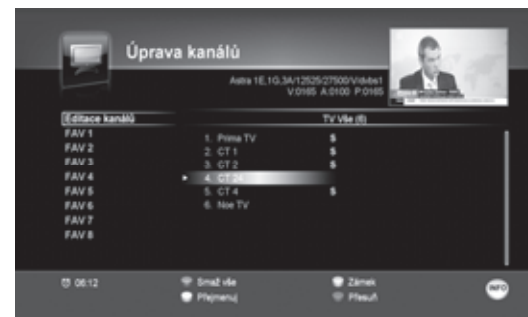 Úprava kanálů
Astra 1E,1G,3A/12525/27500/V/dvbs1
V:0165 A:0100 P:0165
Editace kanálů
TV Vše (6)
FAV 1
FAV 2
FAV 3
FAV 4
FAV 5
FAV 6
FAV 7
FAV 8
1. Prima TV $
2. CT 1 $
3. CT 2 $
4. CT 24
5. CT 4 $
6. Noe TV
06:12
Smaž vše
Zámek
Přejmenuj
Přesuň
INFO